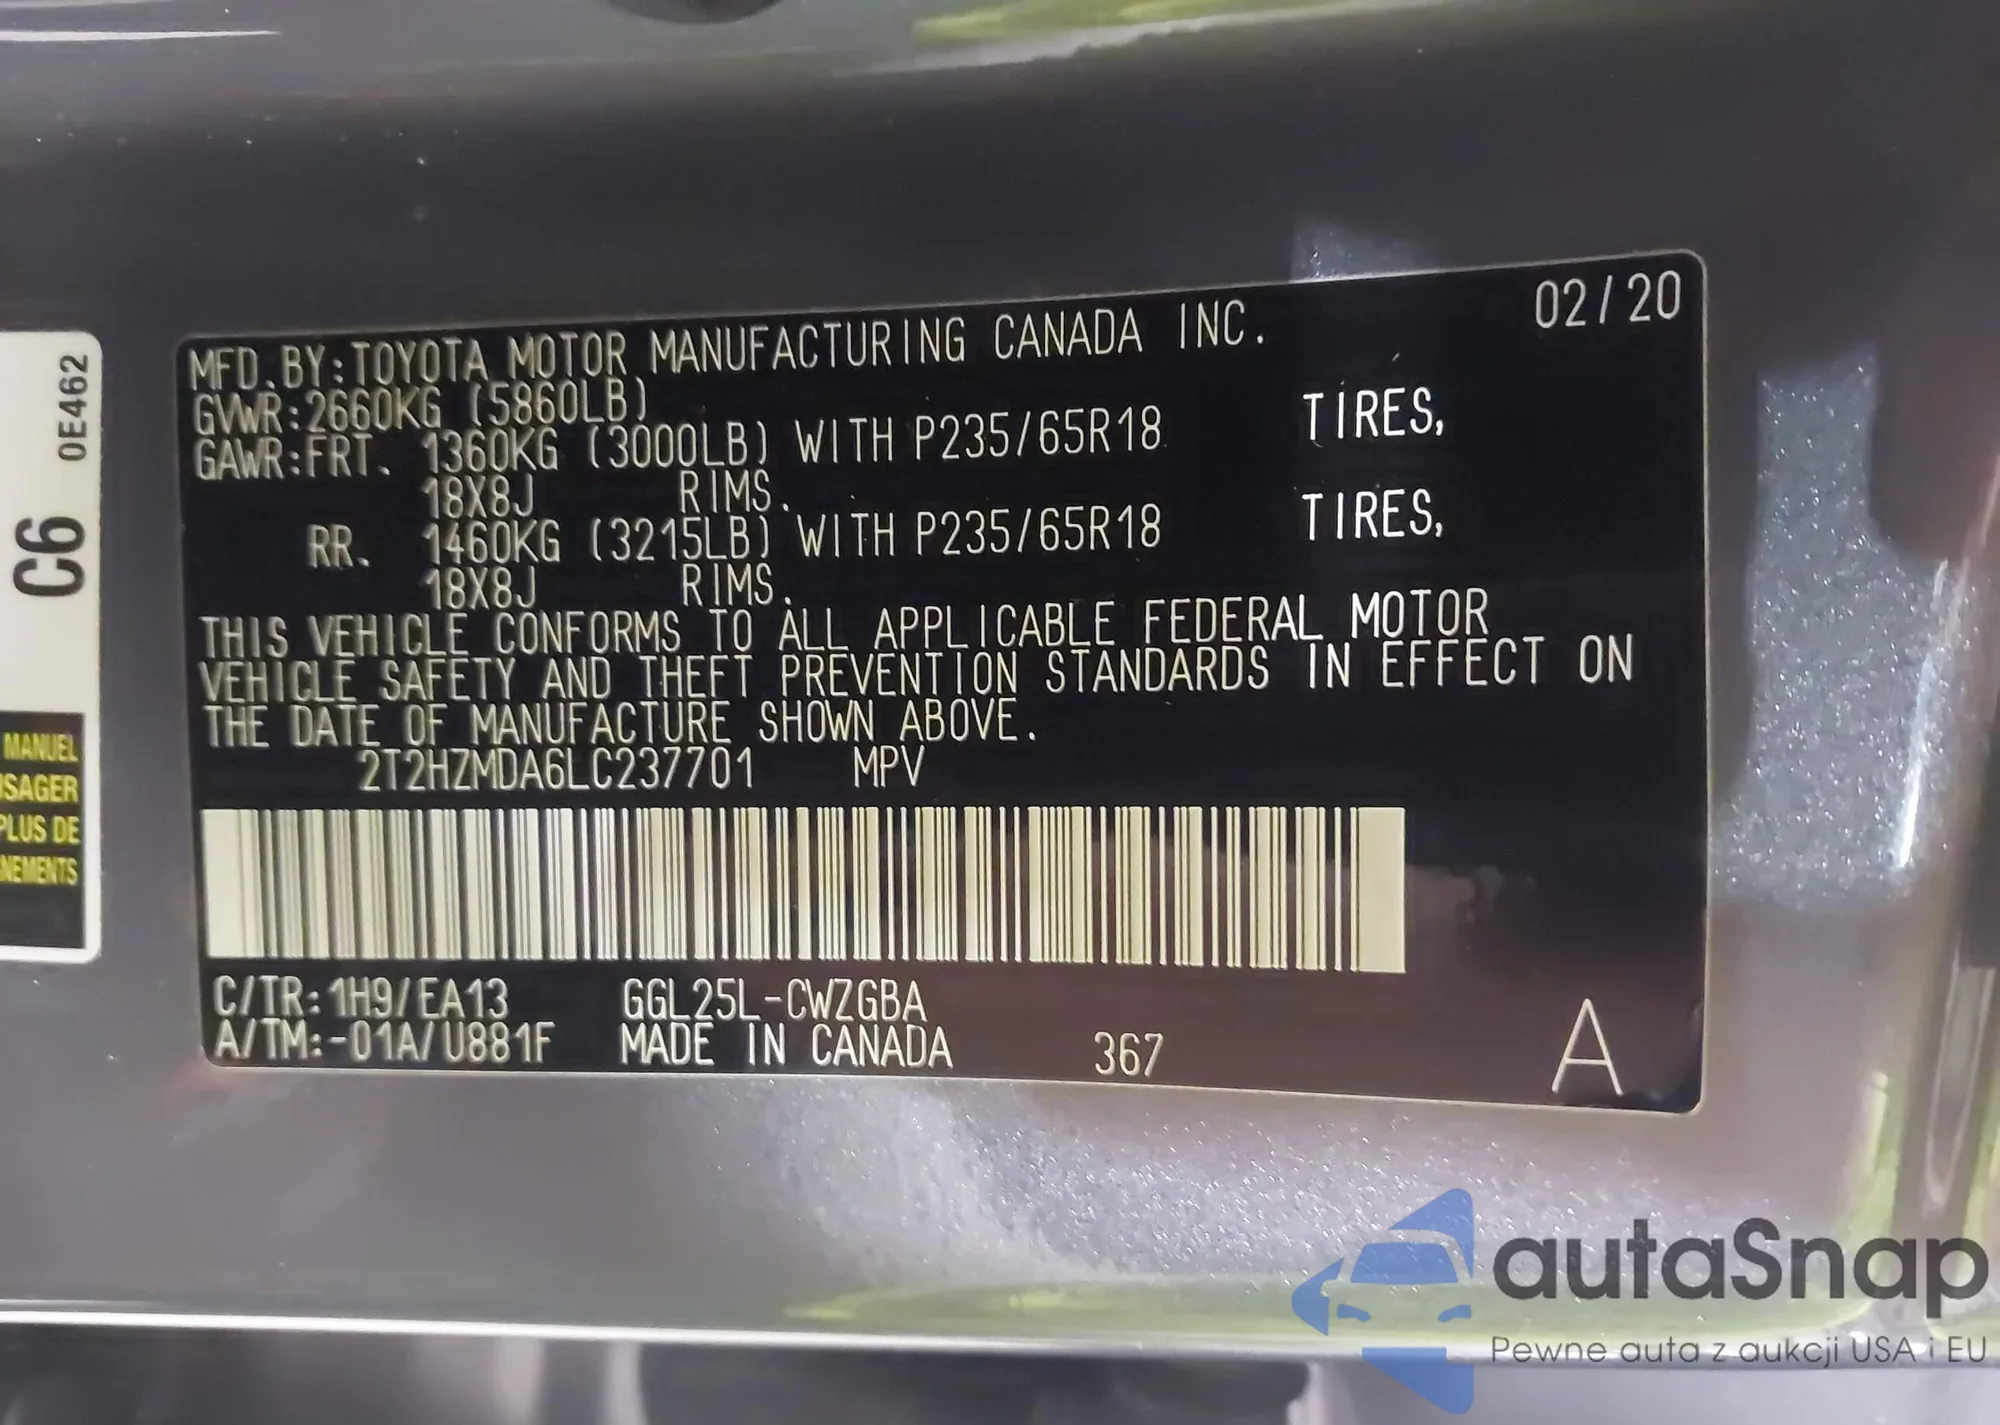 02/20
MFD.BY:TOYOTA MOTOR MANUFACTURING CANADA INC.
GVWR:2660KG (5860LB)
GAWR:FRT. 1360KG (3000LB) WITH P235/65R18 TIRES,
18X8J RIMS.
RR. 1460KG (3215LB) WITH P235/65R18 TIRES,
18X8J RIMS.
THIS VEHICLE CONFORMS TO ALL APPLICABLE FEDERAL MOTOR
VEHICLE SAFETY AND THEFT PREVENTION STANDARDS IN EFFECT ON
THE DATE OF MANUFACTURE SHOWN ABOVE.
2T2HZMDA6LC237701 MPV
C/TR:1H9/EA13 GGL25L-CWZGBA
A/TM:-01A/U881F MADE IN CANADA 367 A
C6 0E462
MANUEL
USAGER
PLUS DE
NEMENTS
autaSnap
Pewne auta z aukcji USA i EU